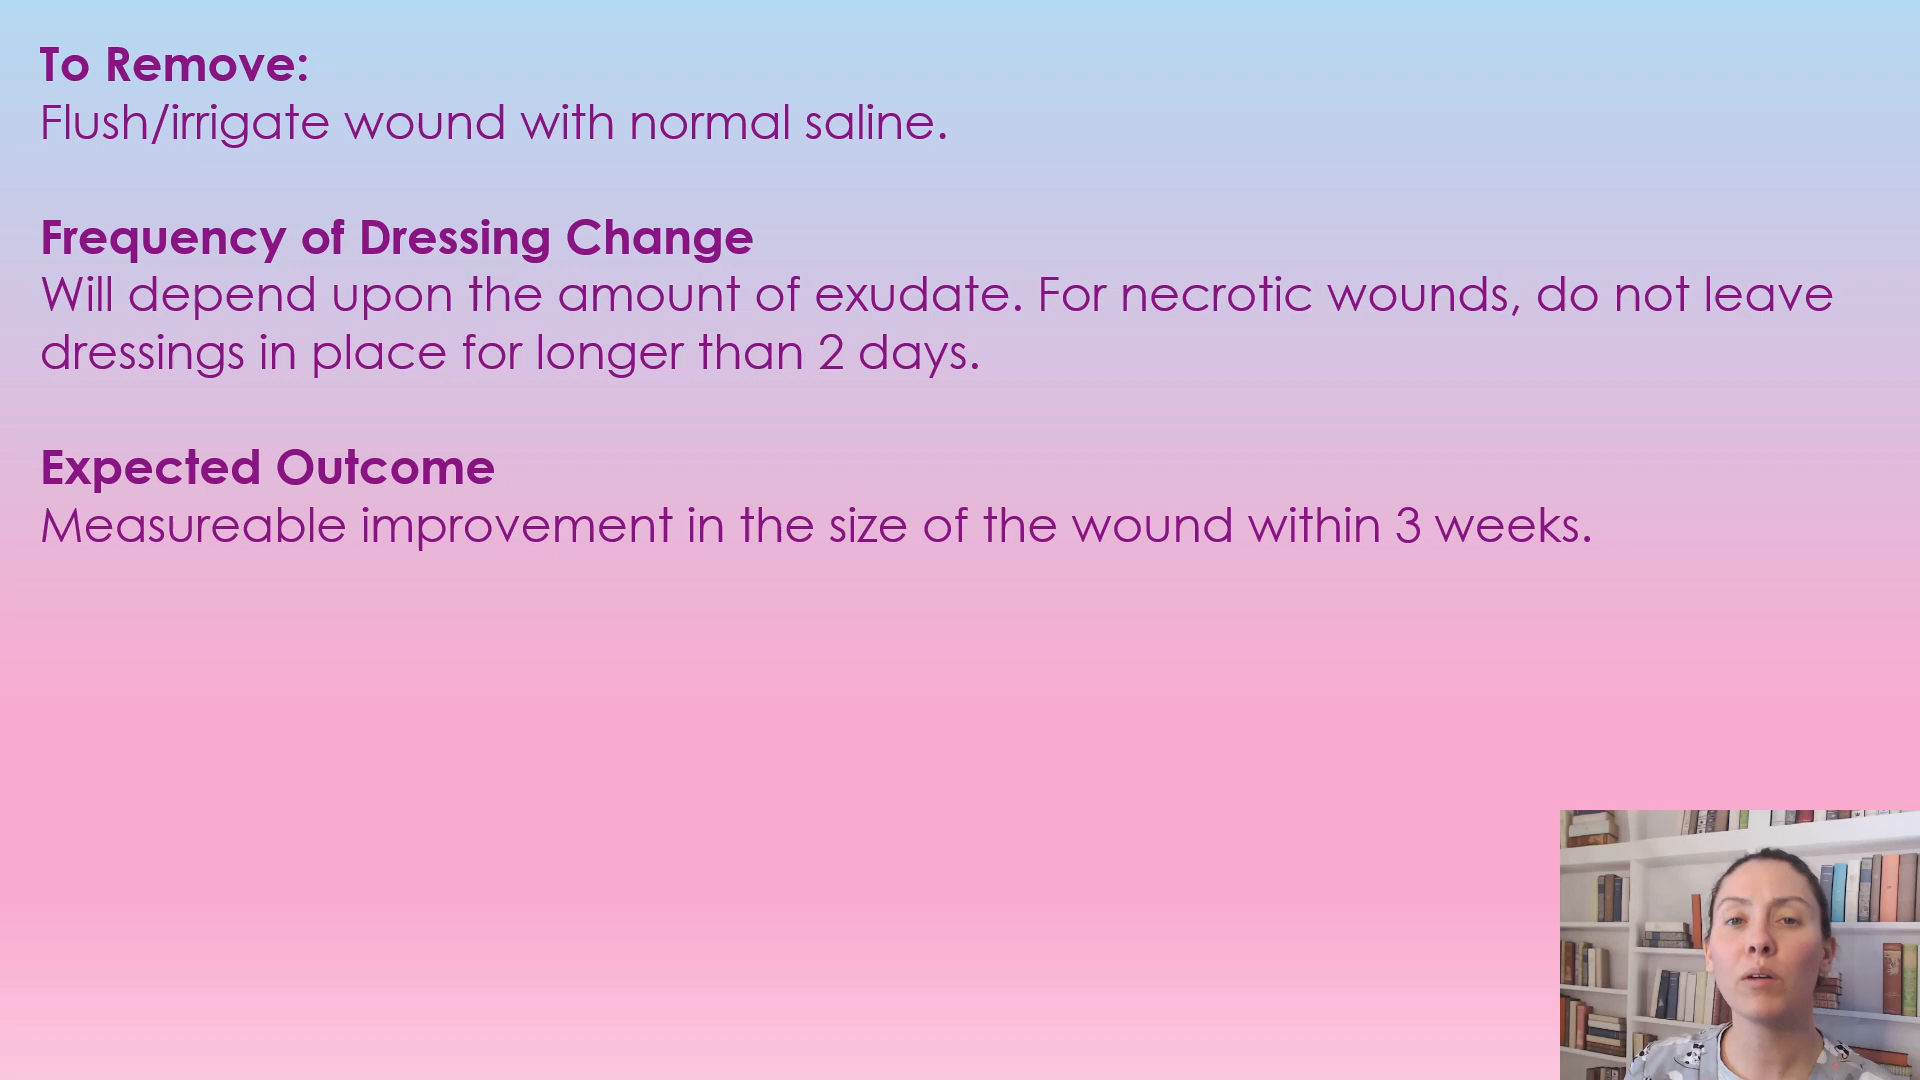 To Remove:
Flush/irrigate wound with normal saline.
Frequency of Dressing Change
Will depend upon the amount of exudate. For necrotic wounds, do not leave
dressings in place for longer than 2 days.
Expected Outcome
Measureable improvement in the size of the wound within 3 weeks.